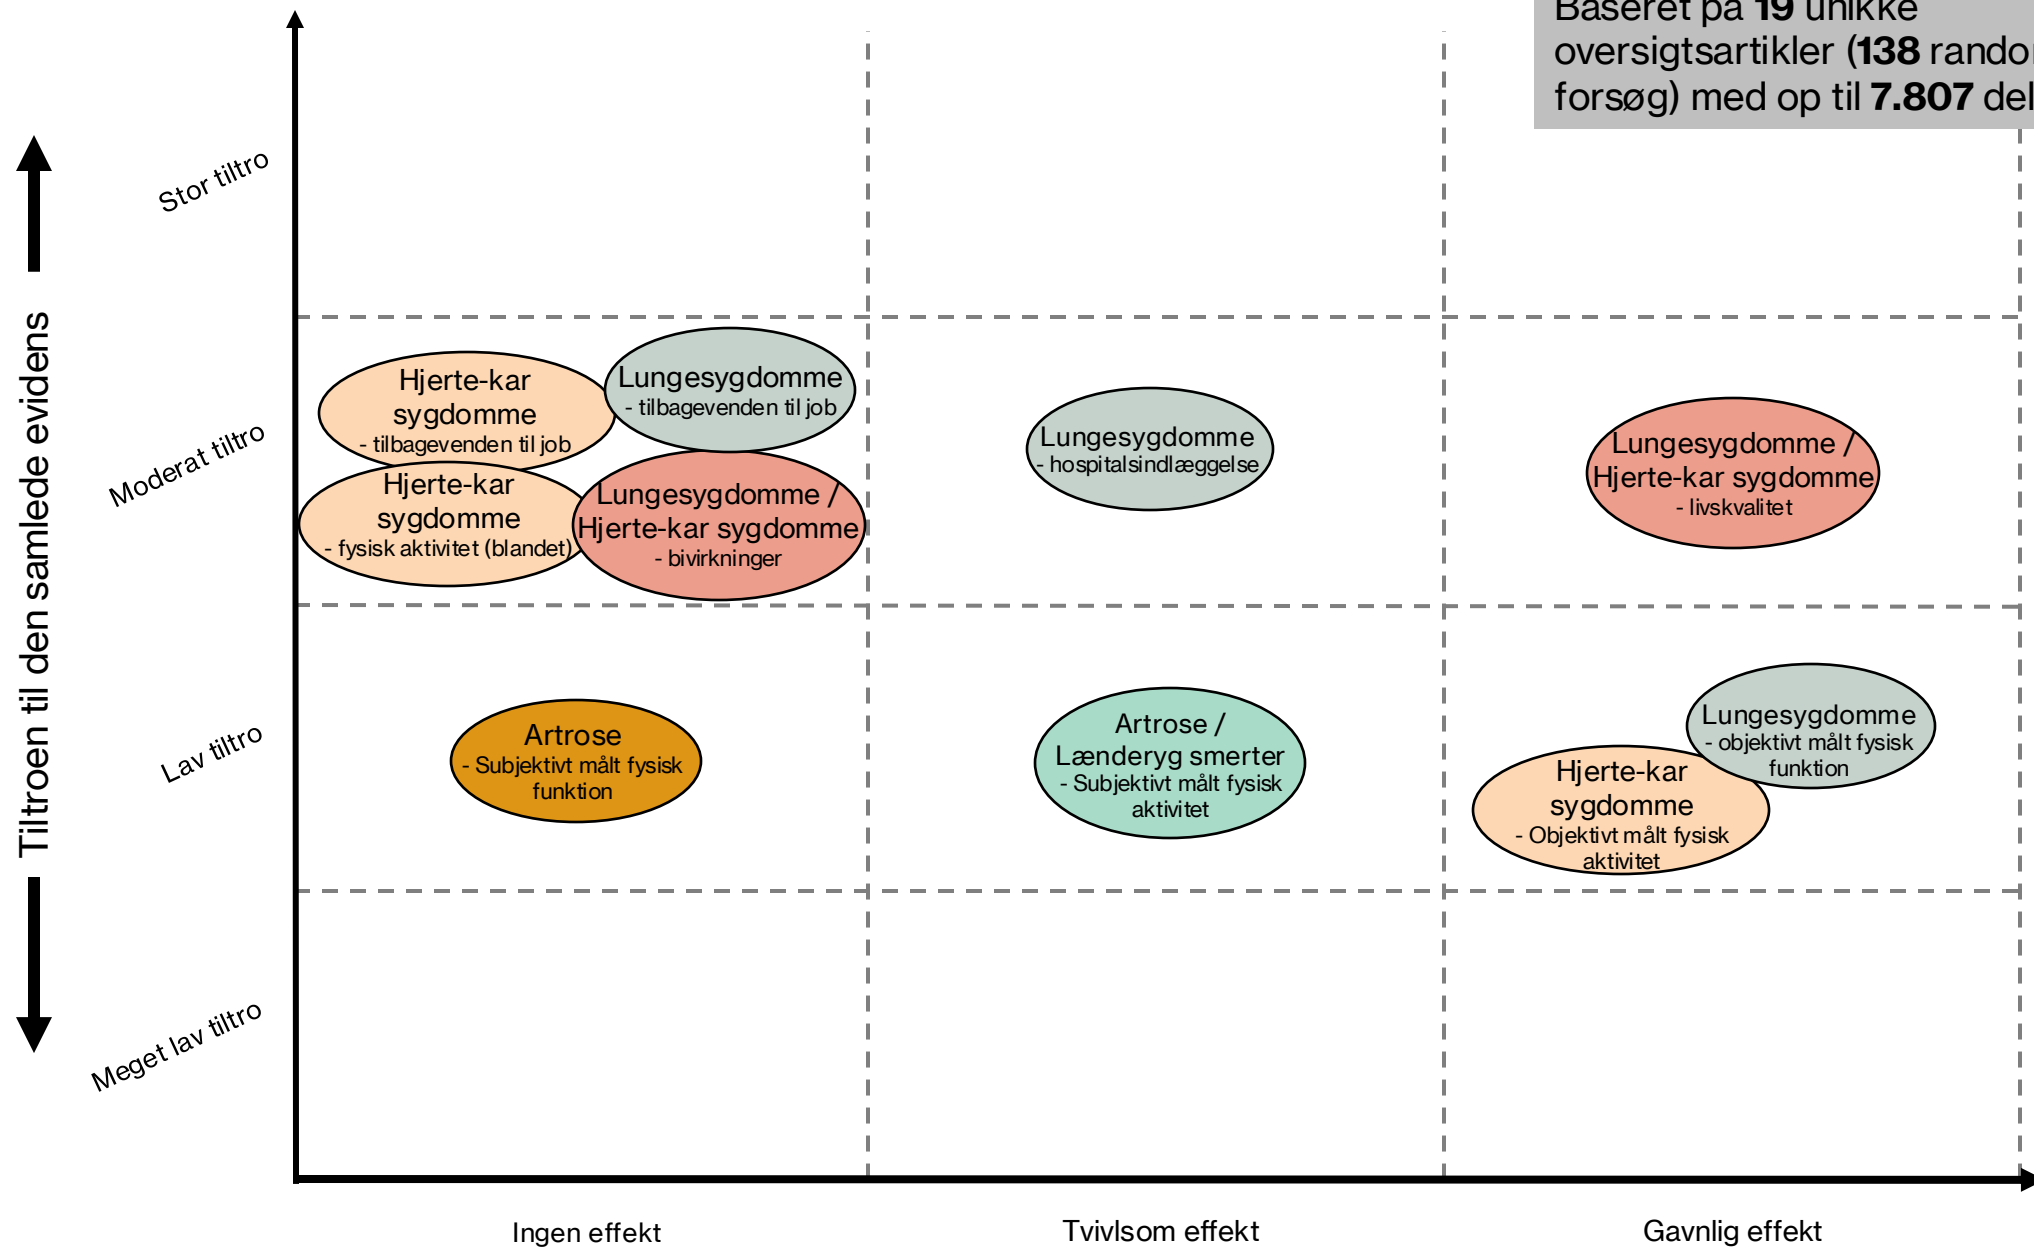 Baseret på 19 unikke
oversigtsartikler (138
forsøg) med op til 7.807
Tiltroen til den samlede evidens
Stor tiltro
Moderat tiltro
Lav tiltro
Meget lav tiltro
Hjerte-kar
sygdomme
- tilbagevenden til job
Lungesygdomme
- tilbagevenden til job
Hjerte-kar
sygdomme
- fysisk aktivitet (blandet)
Lungesygdomme /
Hjerte-kar sygdomme
- bivirkninger
Lungesygdomme
- hospitalsindlæggelse
Lungesygdomme /
Hjerte-kar sygdomme
- livskvalitet
Artrose
- Subjektivt målt fysisk
funktion
Artrose /
Lænderyg smerter
- Subjektivt målt fysisk
aktivitet
Lungesygdomme
- objektivt målt fysisk
funktion
Hjerte-kar
sygdomme
- Objektivt målt fysisk
aktivitet
Ingen effekt
Tvivlsom effekt
Gavnlig effekt